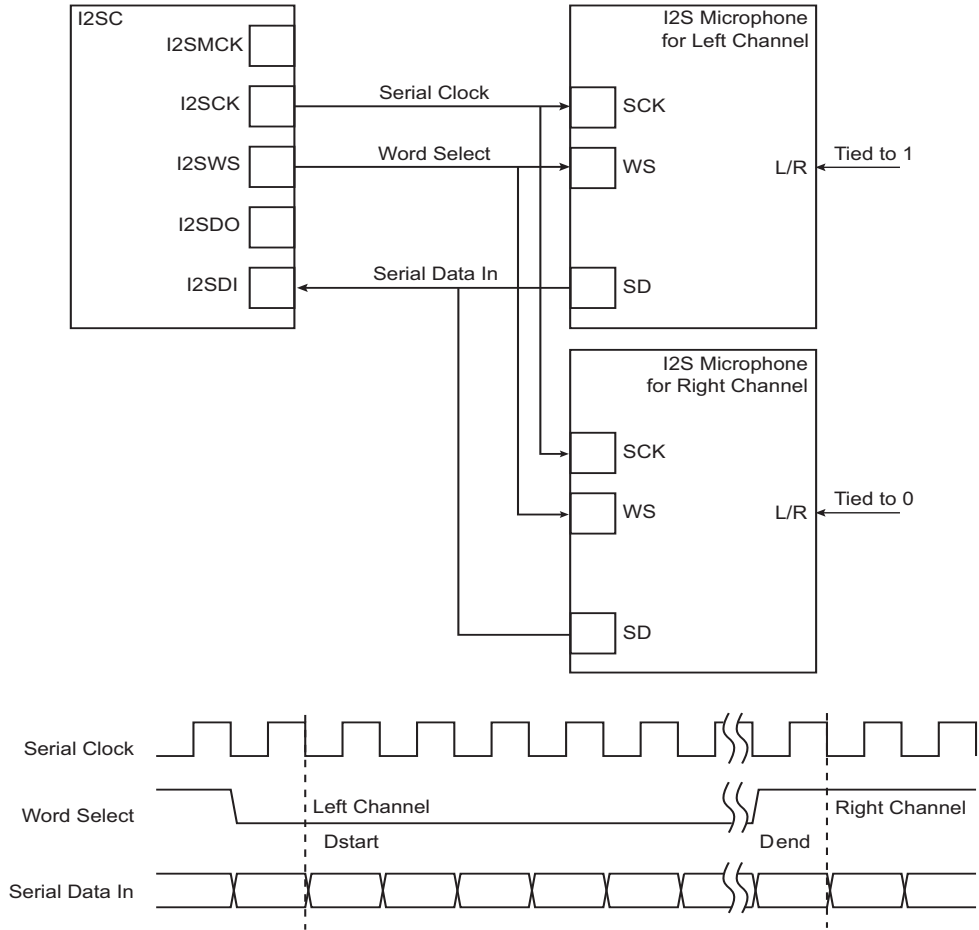 I2SC
I2SMCK
I2SCK
I2SWS
I2SDO
I2SDI
Serial Clock
Word Select
Serial Data In
I2S Microphone
for Left Channel
SCK
WS
L/R
Tied to 1
SD
I2S Microphone
for Right Channel
SCK
WS
L/R
Tied to 0
SD
Serial Clock
Word Select
Left Channel
Right Channel
Dstart
Dend
Serial Data In